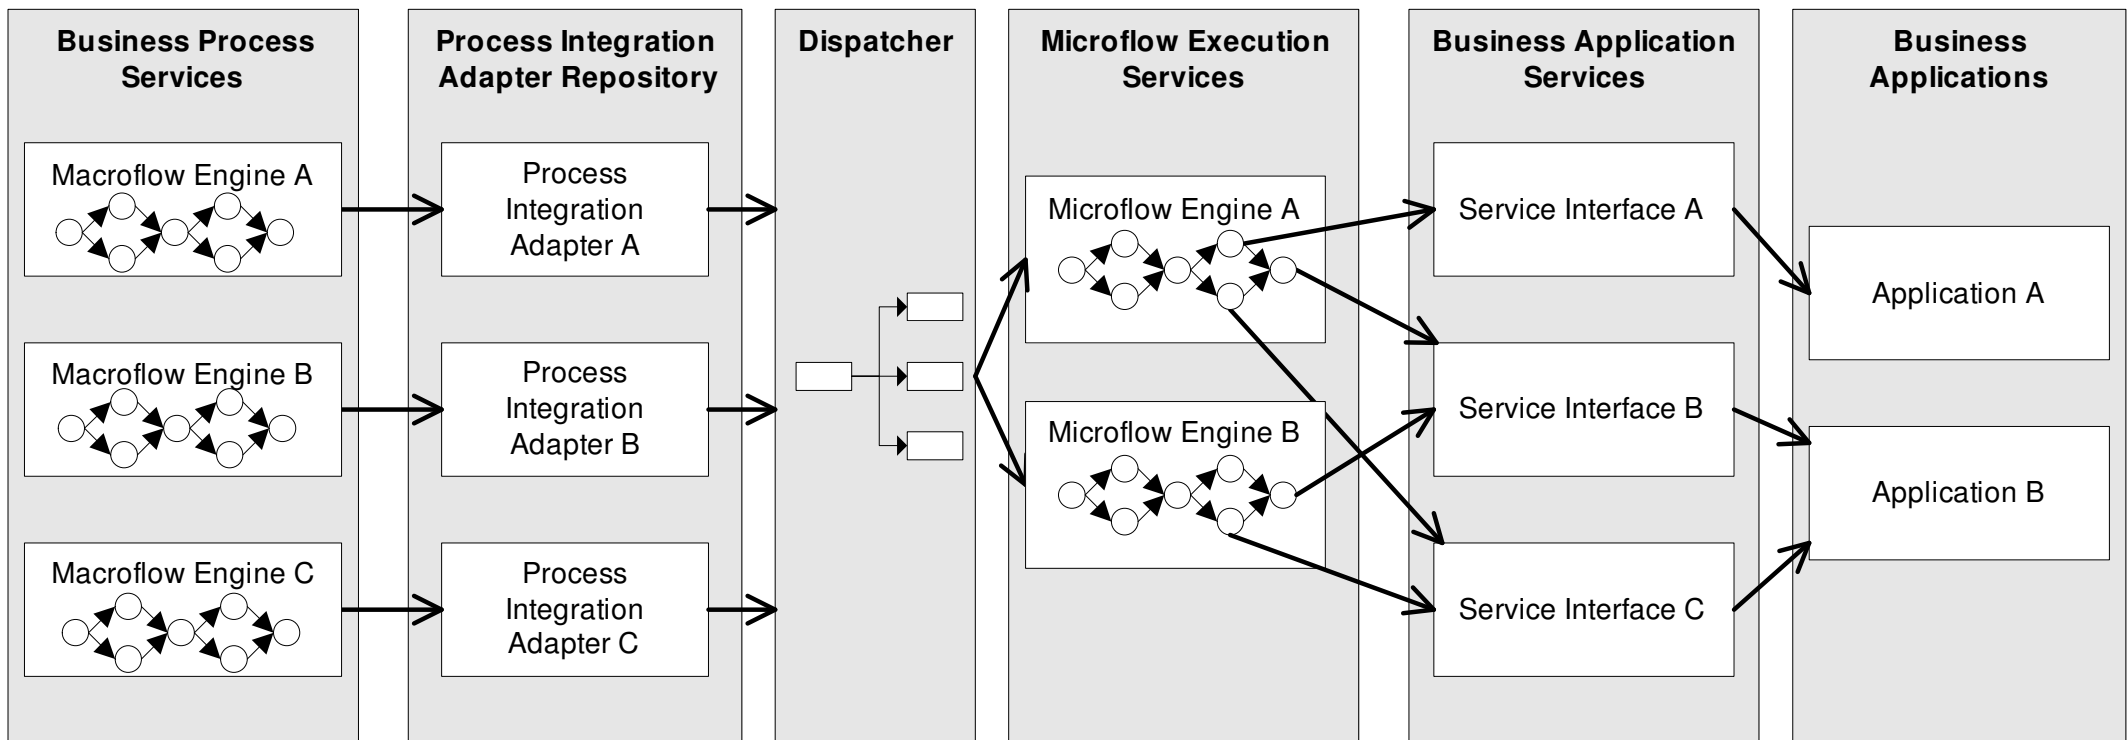 Business Process
Services
Process Integration
Adapter Repository
Dispatcher
Microflow Execution
Services
Business Application
Services
Business
Applications
Macroflow Engine A
Macroflow Engine B
Macroflow Engine C
Process
Integration
Adapter A
Process
Integration
Adapter B
Process
Integration
Adapter C
Microflow Engine A
Microflow Engine B
Service Interface A
Service Interface B
Service Interface C
Application A
Application B